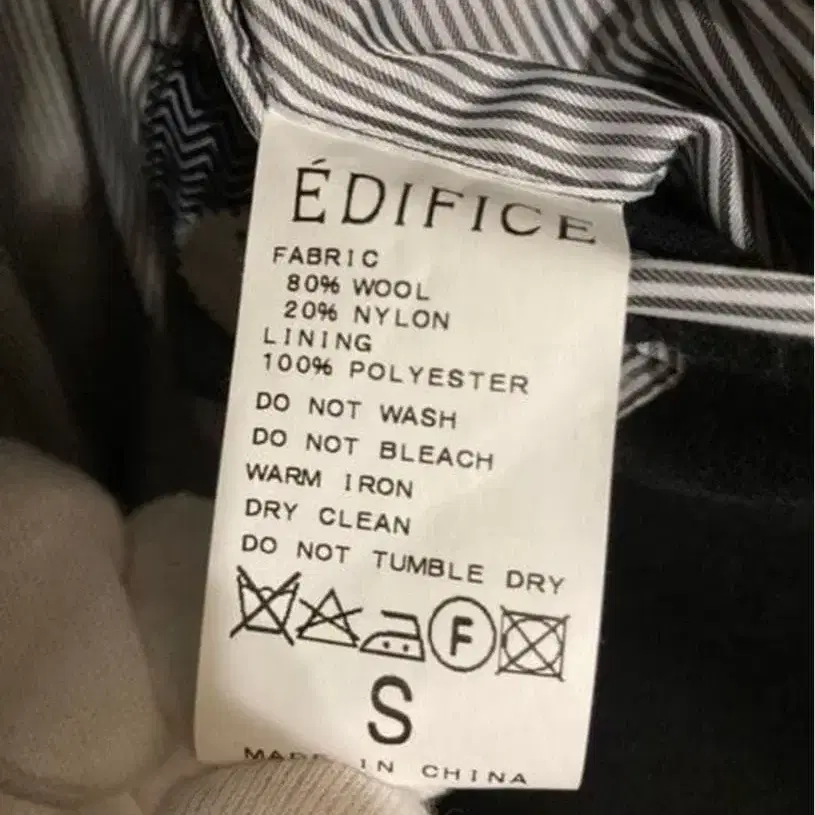 ÉDIFICE
FABRIC
80% WOOL
20% NYLON
LINING
100% POLYESTER
DO NOT WASH
DO NOT BLEACH
WARM IRON
DRY CLEAN
DO NOT TUMBLE DRY
F
S
MADE IN CHINA